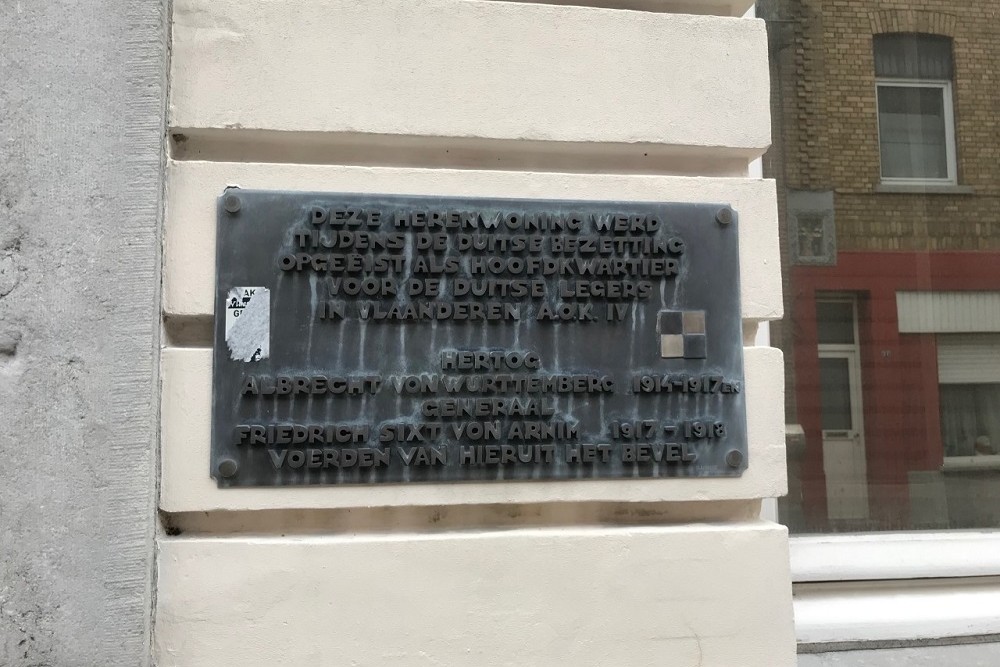 DEZE HERENWONING WERD
TIJDENS DE DUITSE BEZETTING
OPGEËIST ALS HOOFDKWARTIER
VOOR DE DUITSE LEGERS
IN VLAANDEREN A.O.K. IV
HERTOG
ALBRECHT VON WÜRTTEMBERG 1914-1917 EN
GENERAAL
FRIEDRICH SIXT VON ARNIM 1917 - 1918
VOERDEN VAN HIERUIT HET BEVEL